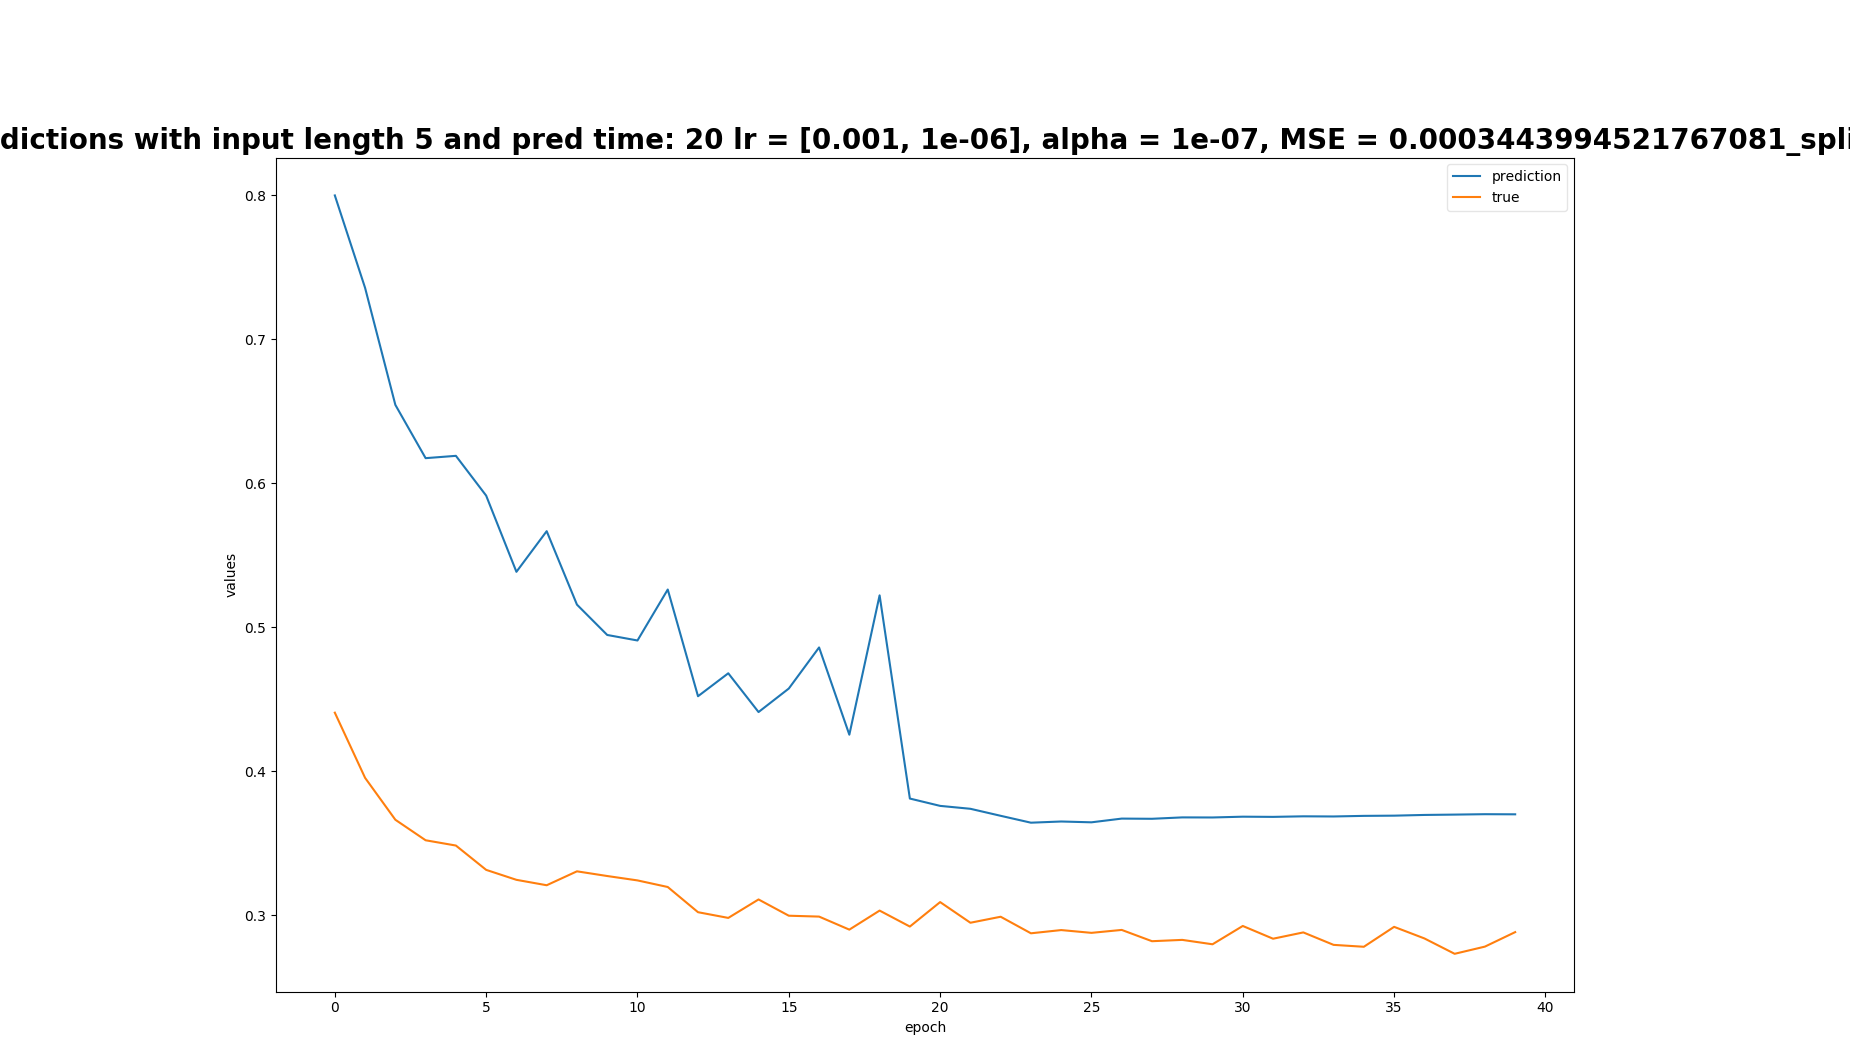 dictions with input length 5 and pred time: 20 lr = [0.001, 1e-06], alpha = 1e-07, MSE = 0.0003443994521767081_spli
prediction
true
0.8
0.7
0.6
0.5
0.4
0.3
values
0 5 10 15 20 25 30 35 40
epoch